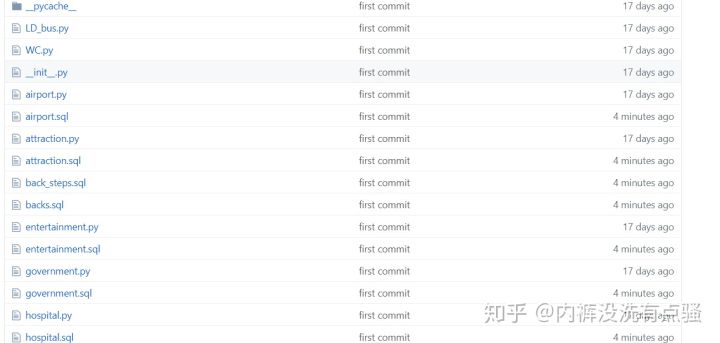 __pycache__ first commit 17 days ago
LD_bus.py first commit 17 days ago
WC.py first commit 17 days ago
__init__.py first commit 17 days ago
airport.py first commit 17 days ago
airport.sql first commit 4 minutes ago
attraction.py first commit 17 days ago
attraction.sql first commit 4 minutes ago
back_steps.sql first commit 4 minutes ago
backs.sql first commit 4 minutes ago
entertainment.py first commit 17 days ago
entertainment.sql first commit 4 minutes ago
government.py first commit 17 days ago
government.sql first commit 4 minutes ago
hospital.py first commit 17 days ago
知乎 @内裤没洗有点骚
hospital.sql first commit 4 minutes ago